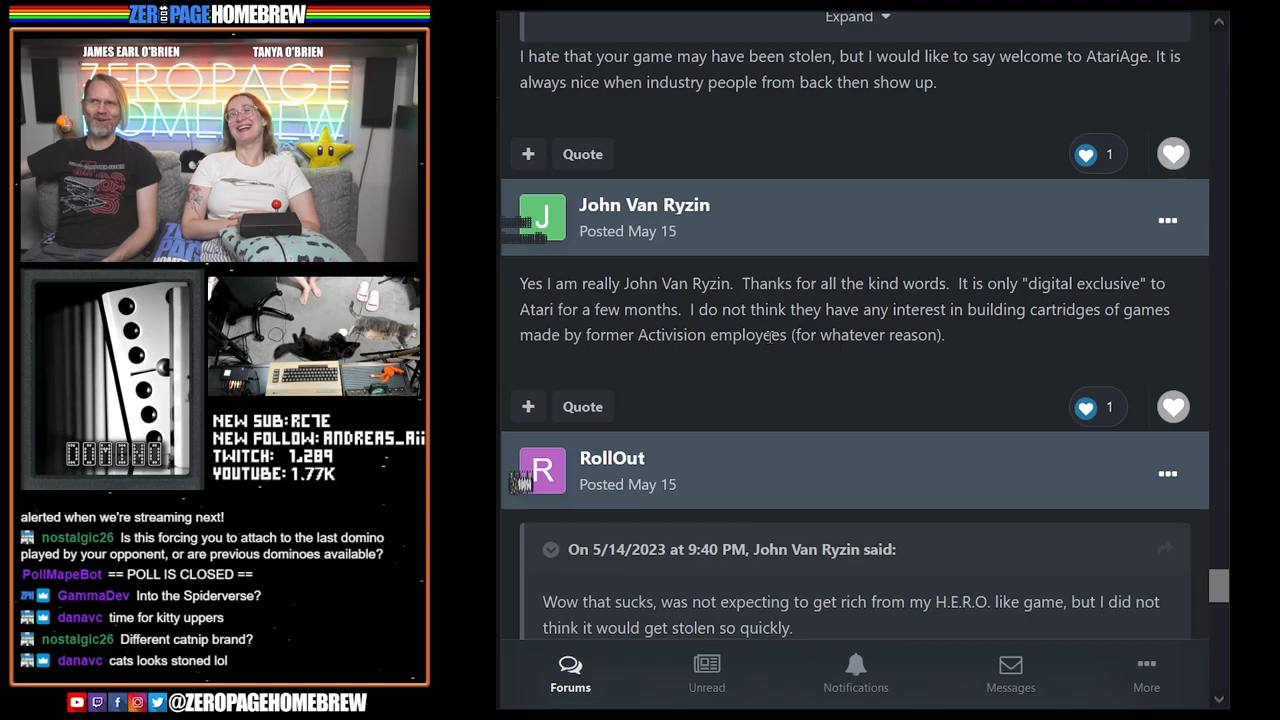 ZEROPAGE HOMEBREW
JAMES EARL O'BRIEN
TANYA O'BRIEN
ZEROPAGE
HOMEBREW
NEW SUB:RC7E
NEW FOLLOW:ANDREAS_AII
TWITCH: 1,289
YOUTUBE: 1.77K
alerted when we're streaming next!
nostalgic26 Is this forcing you to attach to the last domino
played by your opponent, or are previous dominoes available?
PollMapeBot == POLL IS CLOSED ==
GammaDev Into the Spiderverse?
danavc time for kitty uppers
nostalgic26 Different catnip brand?
danavc cats looks stoned lol
@ZEROPAGEHOMEBREW
Expand
I hate that your game may have been stolen, but I would like to say welcome to AtariAge. It is
always nice when industry people from back then show up.
+ Quote
1
J
John Van Ryzin
Posted May 15
Yes I am really John Van Ryzin. Thanks for all the kind words. It is only "digital exclusive" to
Atari for a few months. I do not think they have any interest in building cartridges of games
made by former Activision employees (for whatever reason).
+ Quote
1
R
RollOut
Posted May 15
On 5/14/2023 at 9:40 PM, John Van Ryzin said:
Wow that sucks, was not expecting to get rich from my H.E.R.O. like game, but I did not
think it would get stolen so quickly.
Forums
Unread
Notifications
Messages
More